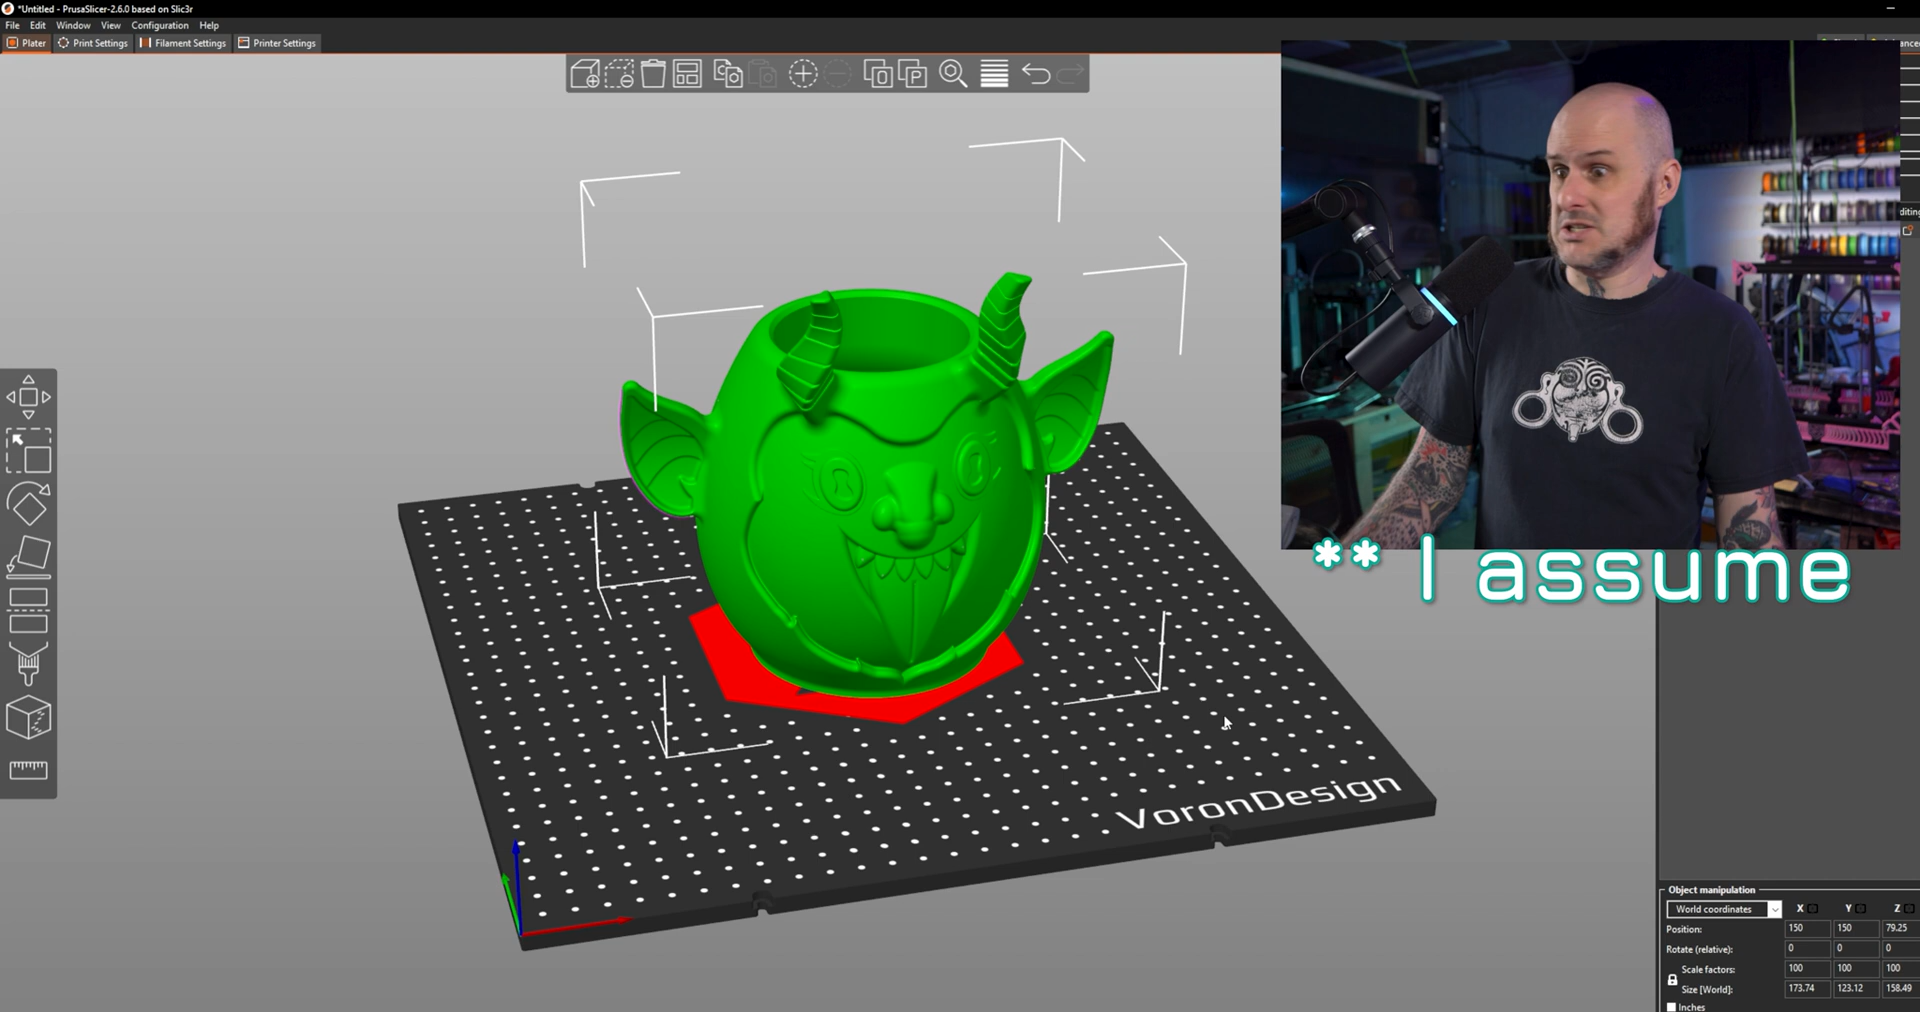 *Untitled - PrusaSlicer-2.6.0 based on Slic3r
File Edit Window View Configuration Help
Plater Print Settings Filament Settings Printer Settings
diting
** I assume
VoronDesign
Object manipulation
World coordinates X Y Z
Position: 150 150 79.25
Rotate (relative): 0 0 0
Scale factors: 100 100 100
Size [World]: 173.74 123.12 158.49
Inches